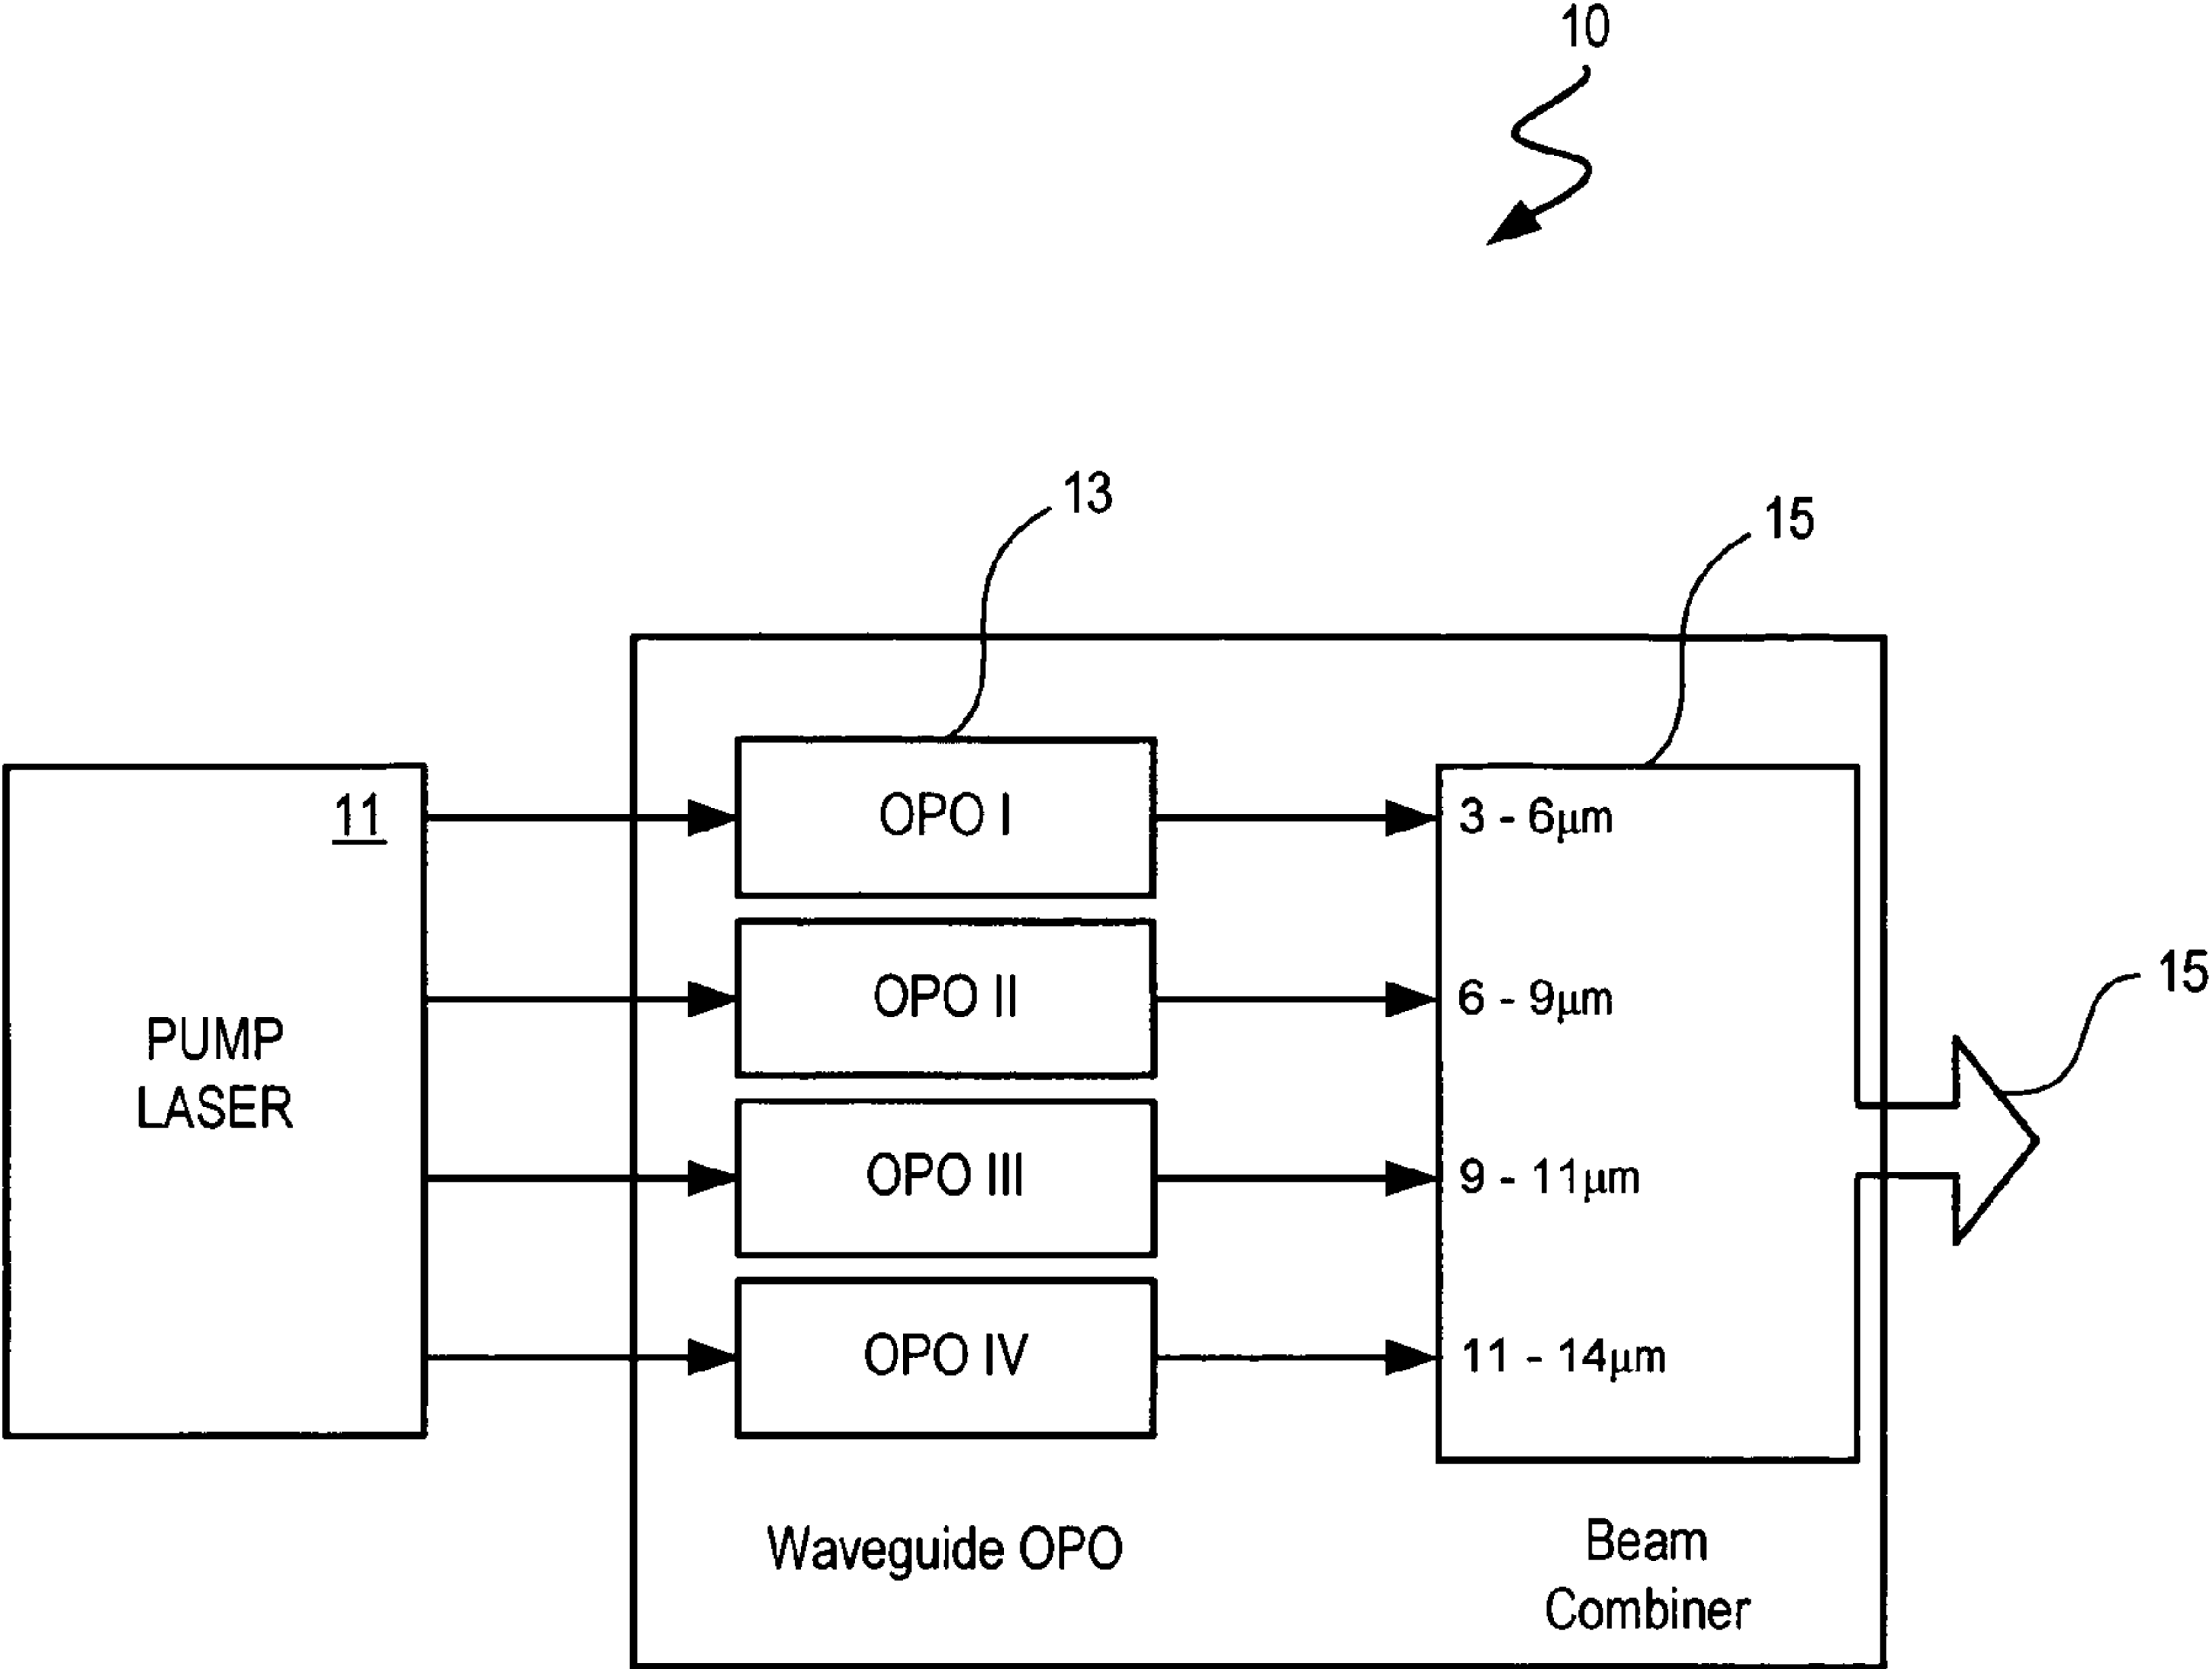 10
13
15
11
PUMP
LASER
OPO I
OPO II
OPO III
OPO IV
3 - 6μm
6 - 9μm
9 - 11μm
11 - 14μm
15
Waveguide OPO
Beam
Combiner